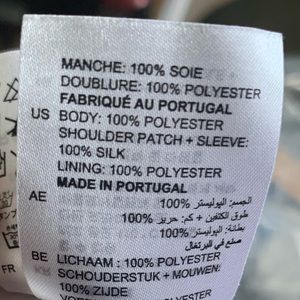 MANCHE: 100% SOIE
DOUBLURE: 100% POLYESTER
FABRIQUÉ AU PORTUGAL
US BODY: 100% POLYESTER
SHOULDER PATCH + SLEEVE:
100% SILK
LINING: 100% POLYESTER
MADE IN PORTUGAL
AE الجسم: البوليستر 100%
طوق الكتفين + كم: حرير 100%
بطانة: البوليستر 100%
صنع في البرتغال
BE LICHAAM : 100% POLYESTER
SCHOUDERSTUK + MOUWEN:
100% ZIJDE
FR